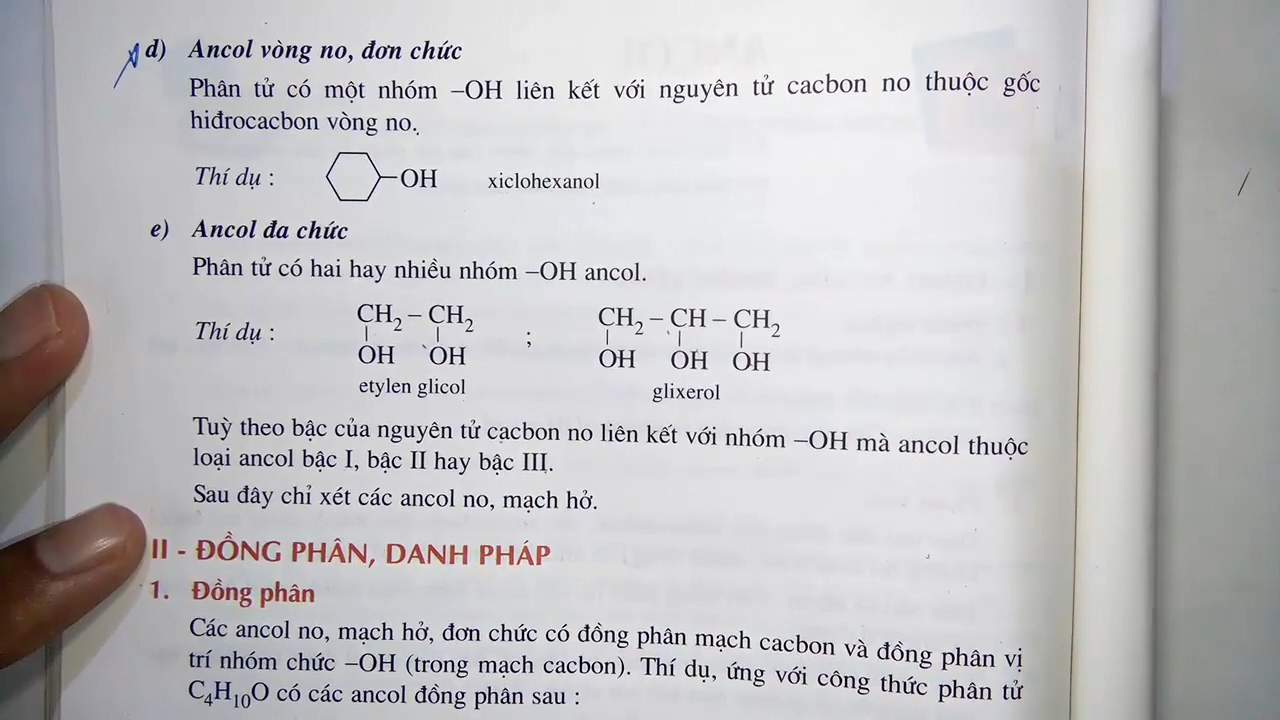 d) Ancol vòng no, đơn chức
Phân tử có một nhóm –OH liên kết với nguyên tử cacbon no thuộc gốc
hiđrocacbon vòng no.
Thí dụ : –OH xiclohexanol
e) Ancol đa chức
Phân tử có hai hay nhiều nhóm –OH ancol.
Thí dụ : CH₂ – CH₂ ; CH₂ – CH – CH₂
OH OH OH OH OH
etylen glicol glixerol
Tuỳ theo bậc của nguyên tử cacbon no liên kết với nhóm –OH mà ancol thuộc
loại ancol bậc I, bậc II hay bậc III.
Sau đây chỉ xét các ancol no, mạch hở.
II - ĐỒNG PHÂN, DANH PHÁP
1. Đồng phân
Các ancol no, mạch hở, đơn chức có đồng phân mạch cacbon và đồng phân vị
trí nhóm chức –OH (trong mạch cacbon). Thí dụ, ứng với công thức phân tử
C₄H₁₀O có các ancol đồng phân sau :